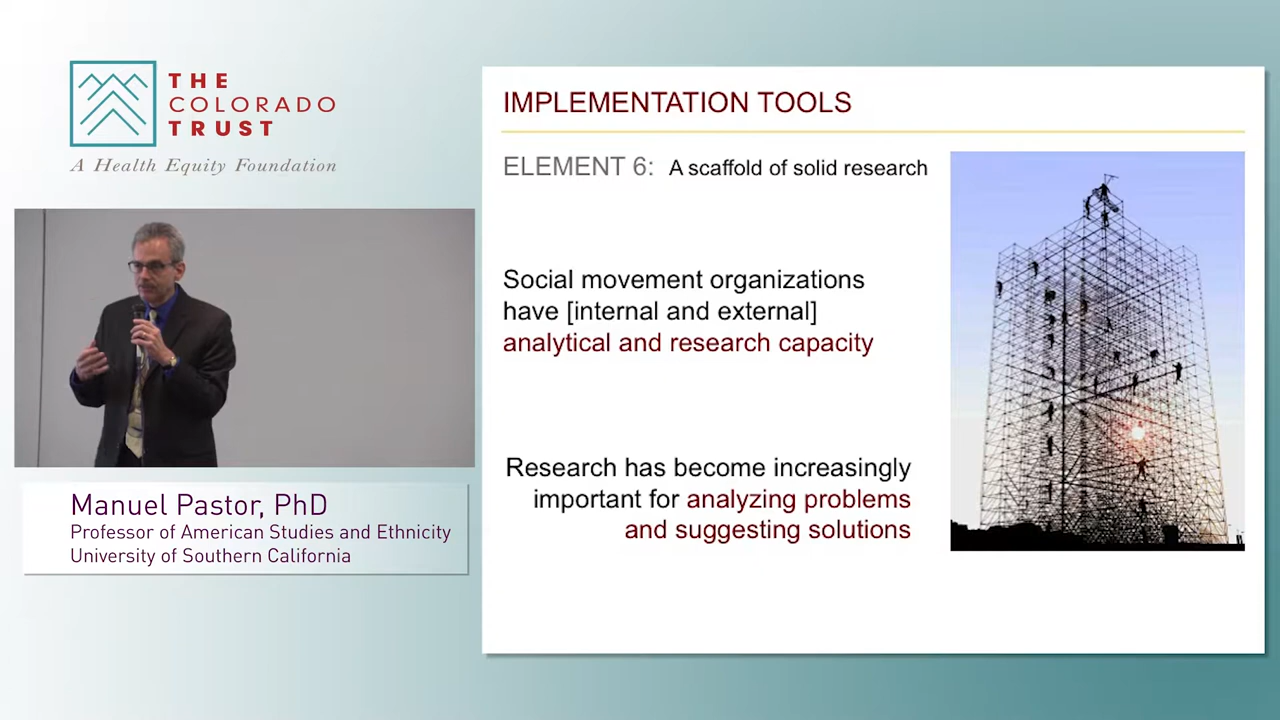 THE
COLORADO
TRUST
A Health Equity Foundation
Manuel Pastor, PhD
Professor of American Studies and Ethnicity
University of Southern California
IMPLEMENTATION TOOLS
ELEMENT 6: A scaffold of solid research
Social movement organizations
have [internal and external]
analytical and research capacity
Research has become increasingly
important for analyzing problems
and suggesting solutions